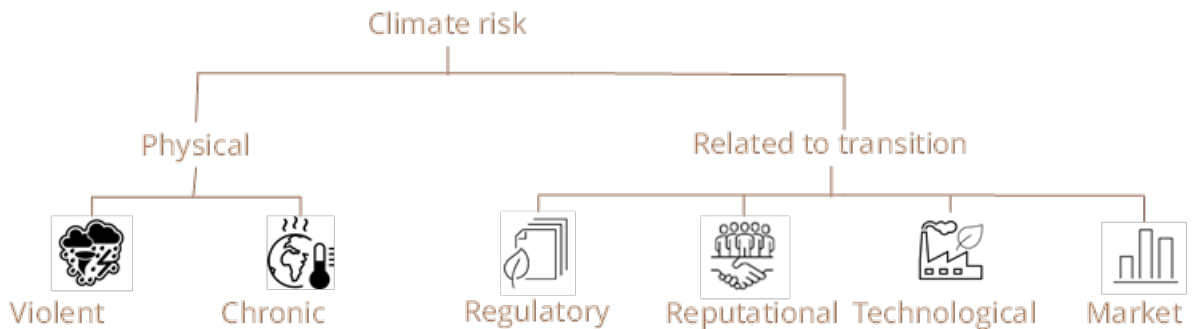 Climate risk
Physical
Related to transition
Violent
Chronic
Regulatory
Reputational
Technological
Market